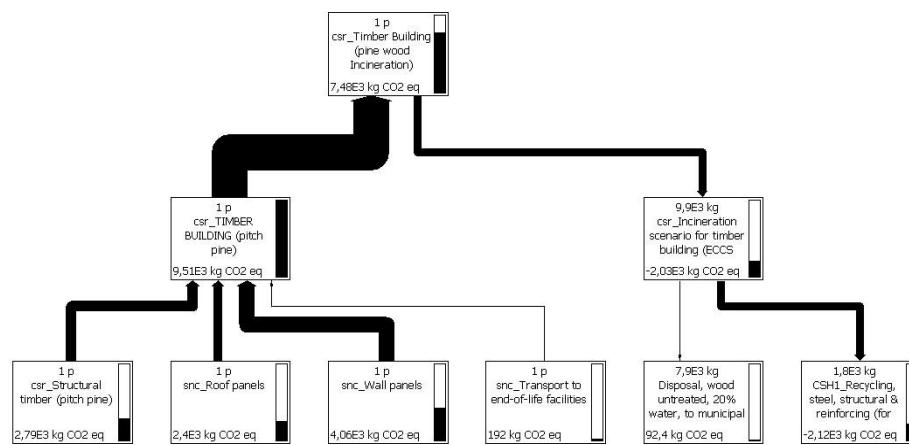 1 p
csr_Timber Building
(pine wood
Incineration)
7,48E3 kg CO2 eq
1 p
csr_TIMBER
BUILDING (pitch
pine)
9,51E3 kg CO2 eq
9,9E3 kg
csr_Incineration
scenario for timber
building (ECCS
-2,03E3 kg CO2 eq
1 p
csr_Structural
timber (pitch pine)
2,79E3 kg CO2 eq
1 p
snc_Roof panels
2,4E3 kg CO2 eq
1 p
snc_Wall panels
4,06E3 kg CO2 eq
1 p
snc_Transport to
end-of-life facilities
192 kg CO2 eq
7,9E3 kg
Disposal, wood
untreated, 20%
water, to municipal
92,4 kg CO2 eq
1,8E3 kg
CSH1_Recycling,
steel, structural &
reinforcing (for
-2,12E3 kg CO2 eq